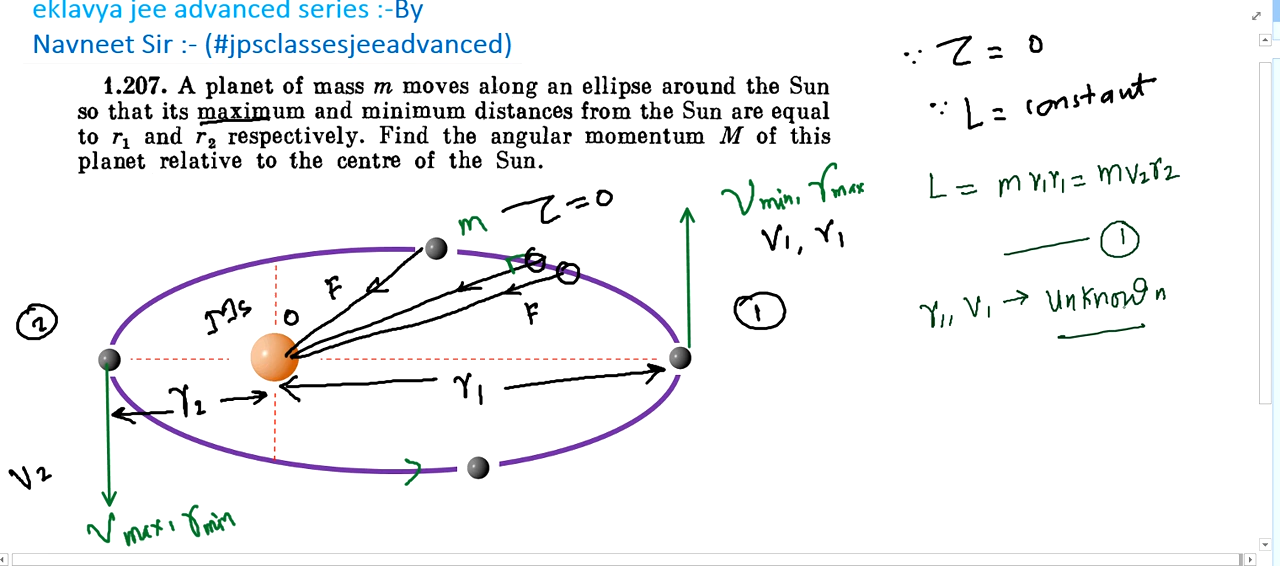 eklavya jee advanced series :-By
Navneet Sir :- (#jpsclassesjeeadvanced)
1.207. A planet of mass m moves along an ellipse around the Sun
so that its maximum and minimum distances from the Sun are equal
to r₁ and r₂ respectively. Find the angular momentum M of this
planet relative to the centre of the Sun.
∵ τ = 0
∵ L = constant
L = mv₁r₁ = mv₂r₂
①
r₁, v₁ → unknown
m τ=0
Vmin, rmax
V₁, r₁
F
F
Ms
O
②
①
r₂
r₁
V₂
Vmax, rmin